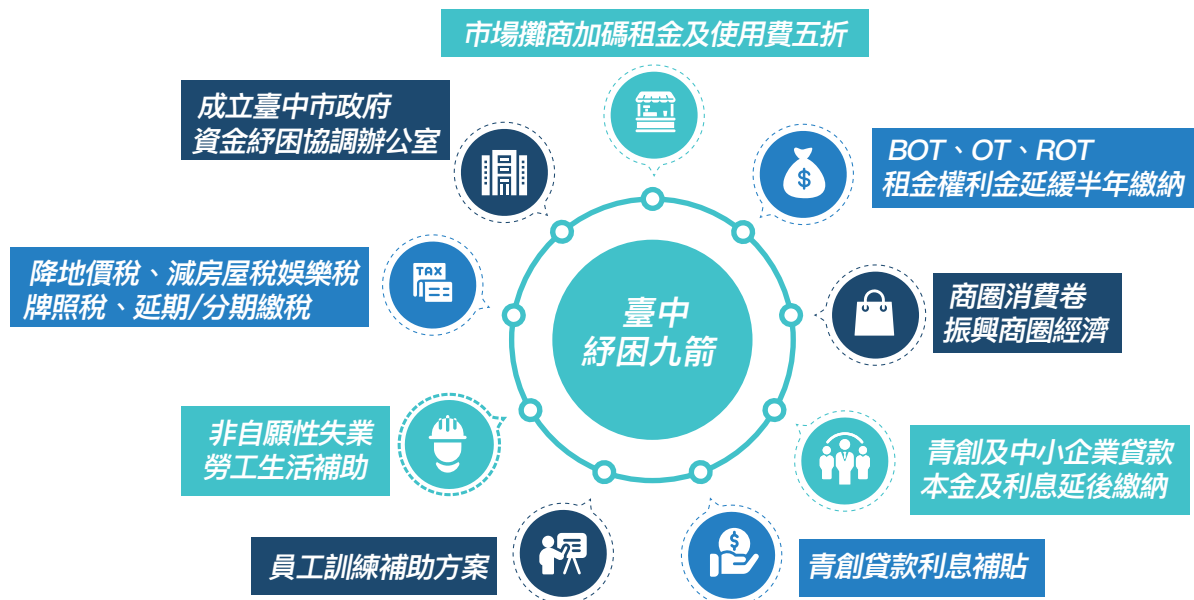 市場攤商加碼租金及使用費五折
成立臺中市政府
資金紓困協調辦公室
BOT、OT、ROT
租金權利金延緩半年繳納
降地價稅、減房屋稅娛樂稅
牌照稅、延期/分期繳稅
TAX
商圈消費卷
振興商圈經濟
臺中
紓困九箭
非自願性失業
勞工生活補助
青創及中小企業貸款
本金及利息延後繳納
員工訓練補助方案
青創貸款利息補貼